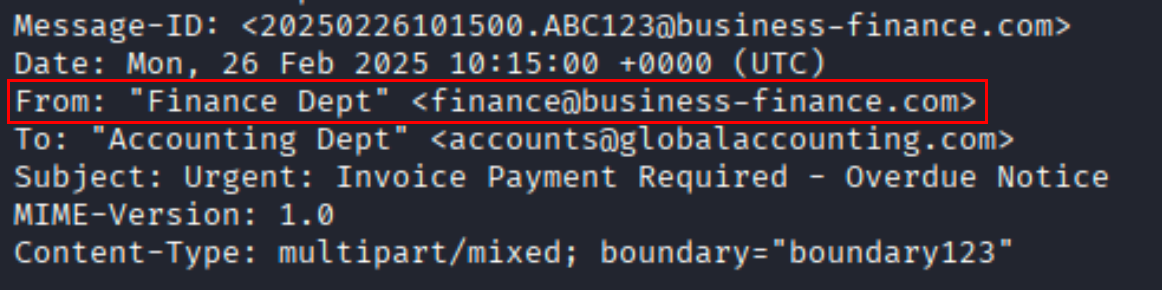 Message-ID: <20250226101500.ABC123@business-finance.com>
Date: Mon, 26 Feb 2025 10:15:00 +0000 (UTC)
From: "Finance Dept" <finance@business-finance.com>
To: "Accounting Dept" <accounts@globalaccounting.com>
Subject: Urgent: Invoice Payment Required - Overdue Notice
MIME-Version: 1.0
Content-Type: multipart/mixed; boundary="boundary123"